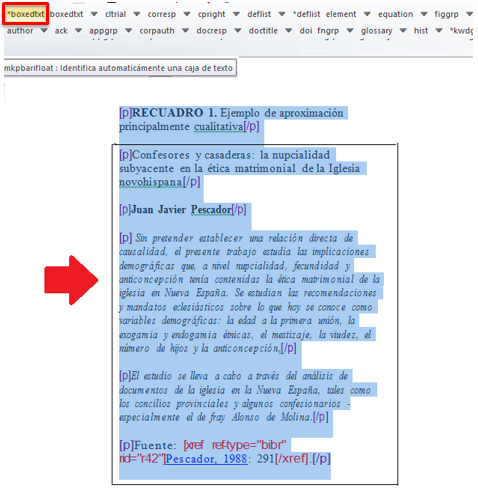 *boxedtxt boxedtxt cltrial corresp cpright deflist *deflist element equation figgrp
author ack appgrp corpauth docresp doctitle doi fngrp glossary hist *kwdg
mkpbarifloat : Identifica automaticámente una caja de texto
[p]RECUADRO 1. Ejemplo de aproximación
principalmente cualitativa[/p]
[p]Confesores y casaderas: la nupcialidad
subyacente en la ética matrimonial de la Iglesia
novohispana[/p]
[p]Juan Javier Pescador[/p]
[p] Sin pretender establecer una relación directa de
causalidad, el presente trabajo estudia las implicaciones
demográficas que, a nivel nupcialidad, fecundidad y
anticoncepción tenía contenidas la ética matrimonial de la
iglesia en Nueva España. Se estudian las recomendaciones
y mandatos eclesiásticos sobre lo que hoy se conoce como
variables demográficas: la edad a la primera unión, la
exogamia y endogamia étnicas, el mestizaje, la viudez, el
número de hijos y la anticoncepción.[/p]
[p]El estudio se lleva a cabo a través del análisis de
documentos de la iglesia en la Nueva España, tales como
los concilios provinciales y algunos confesionarios -
especialmente el de fray Alonso de Molina.[/p]
[p]Fuente: [xref ref-type="bibr"
rid="r42"]Pescador, 1988: 291[/xref].[/p]